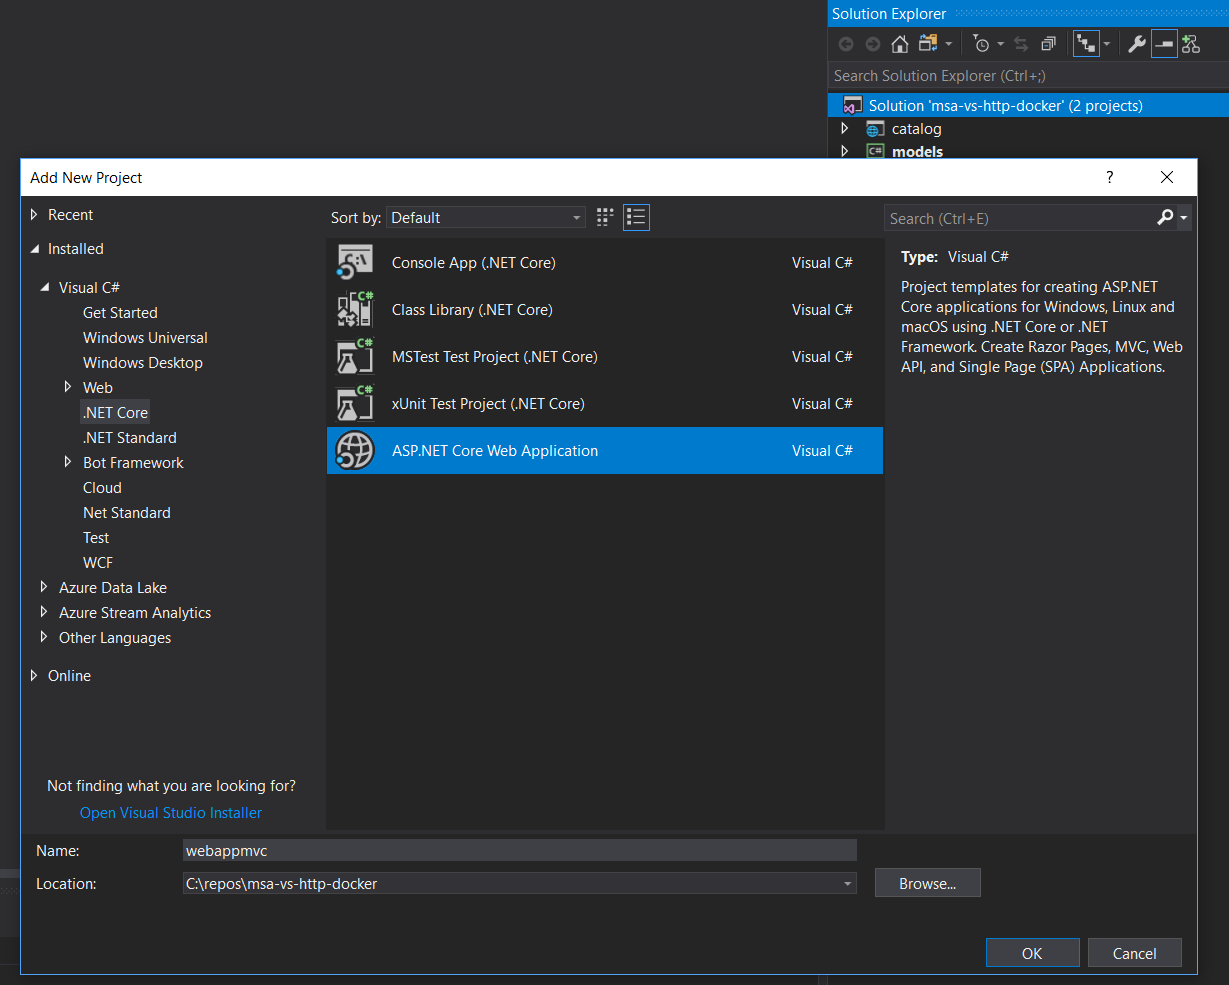 Solution Explorer
Search Solution Explorer (Ctrl+;)
Solution 'msa-vs-http-docker' (2 projects)
catalog
C# models
Add New Project
?
Recent
Sort by: Default
Search (Ctrl+E)
Installed
Visual C#
Get Started
Windows Universal
Windows Desktop
Web
.NET Core
.NET Standard
Bot Framework
Cloud
Net Standard
Test
WCF
Azure Data Lake
Azure Stream Analytics
Other Languages
Online
Not finding what you are looking for?
Open Visual Studio Installer
C:\ Console App (.NET Core) Visual C#
C# Class Library (.NET Core) Visual C#
C# MSTest Test Project (.NET Core) Visual C#
C# xUnit Test Project (.NET Core) Visual C#
ASP.NET Core Web Application Visual C#
Type: Visual C#
Project templates for creating ASP.NET
Core applications for Windows, Linux and
macOS using .NET Core or .NET
Framework. Create Razor Pages, MVC, Web
API, and Single Page (SPA) Applications.
Name: webappmvc
Location: C:\repos\msa-vs-http-docker
Browse...
OK
Cancel